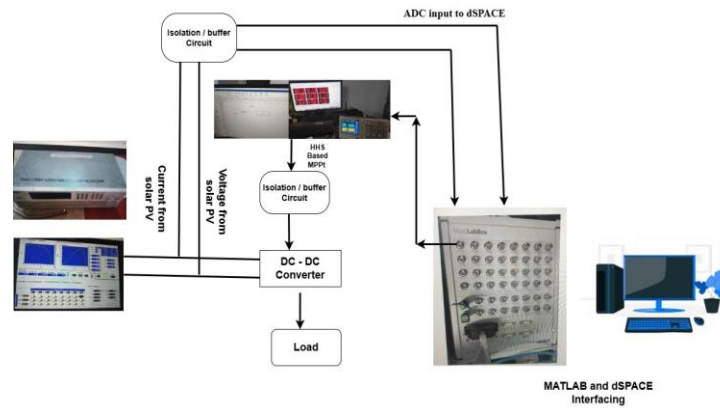 ADC input to dSPACE
Isolation / buffer
Circuit
HHS
Based
MPPt
Isolation / buffer
Circuit
Current from
solar PV
Voltage from
solar PV
DC - DC
Converter
Load
MATLAB and dSPACE
Interfacing